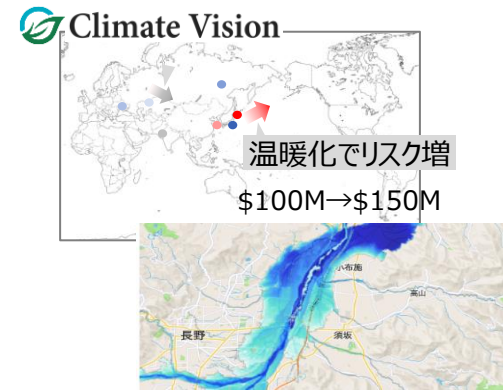 Climate Vision
温暖化でリスク増
$100M→$150M
小布施
高山
長野
須坂